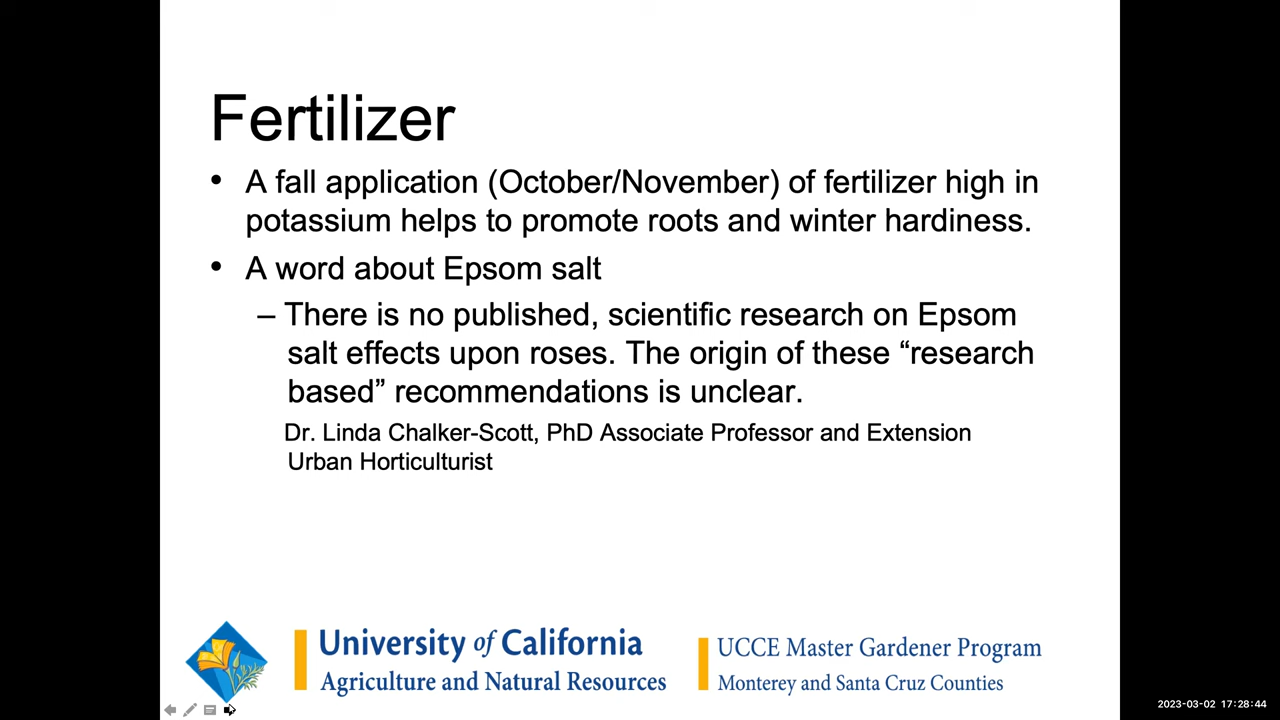 Fertilizer
• A fall application (October/November) of fertilizer high in
potassium helps to promote roots and winter hardiness.
• A word about Epsom salt
– There is no published, scientific research on Epsom
salt effects upon roses. The origin of these “research
based” recommendations is unclear.
Dr. Linda Chalker-Scott, PhD Associate Professor and Extension
Urban Horticulturist
University of California
Agriculture and Natural Resources
UCCE Master Gardener Program
Monterey and Santa Cruz Counties
2023-03-02 17:28:44